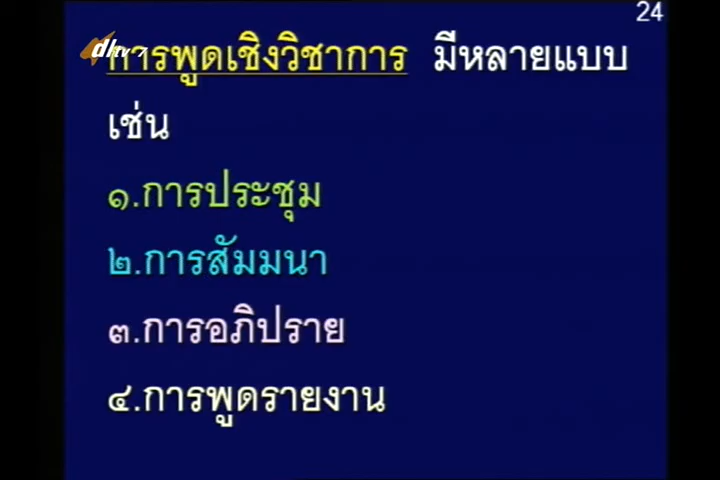 24
dltv 7
การพูดเชิงวิชาการ มีหลายแบบ
เช่น
๑.การประชุม
๒.การสัมมนา
๓.การอภิปราย
๔.การพูดรายงาน